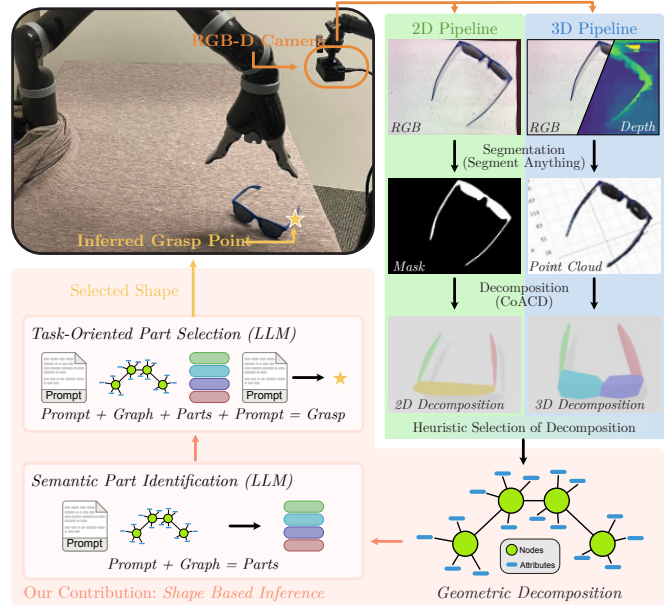 RGB-D Camera
Inferred Grasp Point
2D Pipeline
3D Pipeline
RGB
RGB
Depth
Segmentation
(Segment Anything)
Mask
Point Cloud
Decomposition
(CoACD)
2D Decomposition
3D Decomposition
Heuristic Selection of Decomposition
Selected Shape
Task-Oriented Part Selection (LLM)
Prompt
Prompt
Prompt + Graph + Parts + Prompt = Grasp
Semantic Part Identification (LLM)
Prompt
Prompt + Graph = Parts
Nodes
Attributes
Our Contribution: Shape Based Inference
Geometric Decomposition